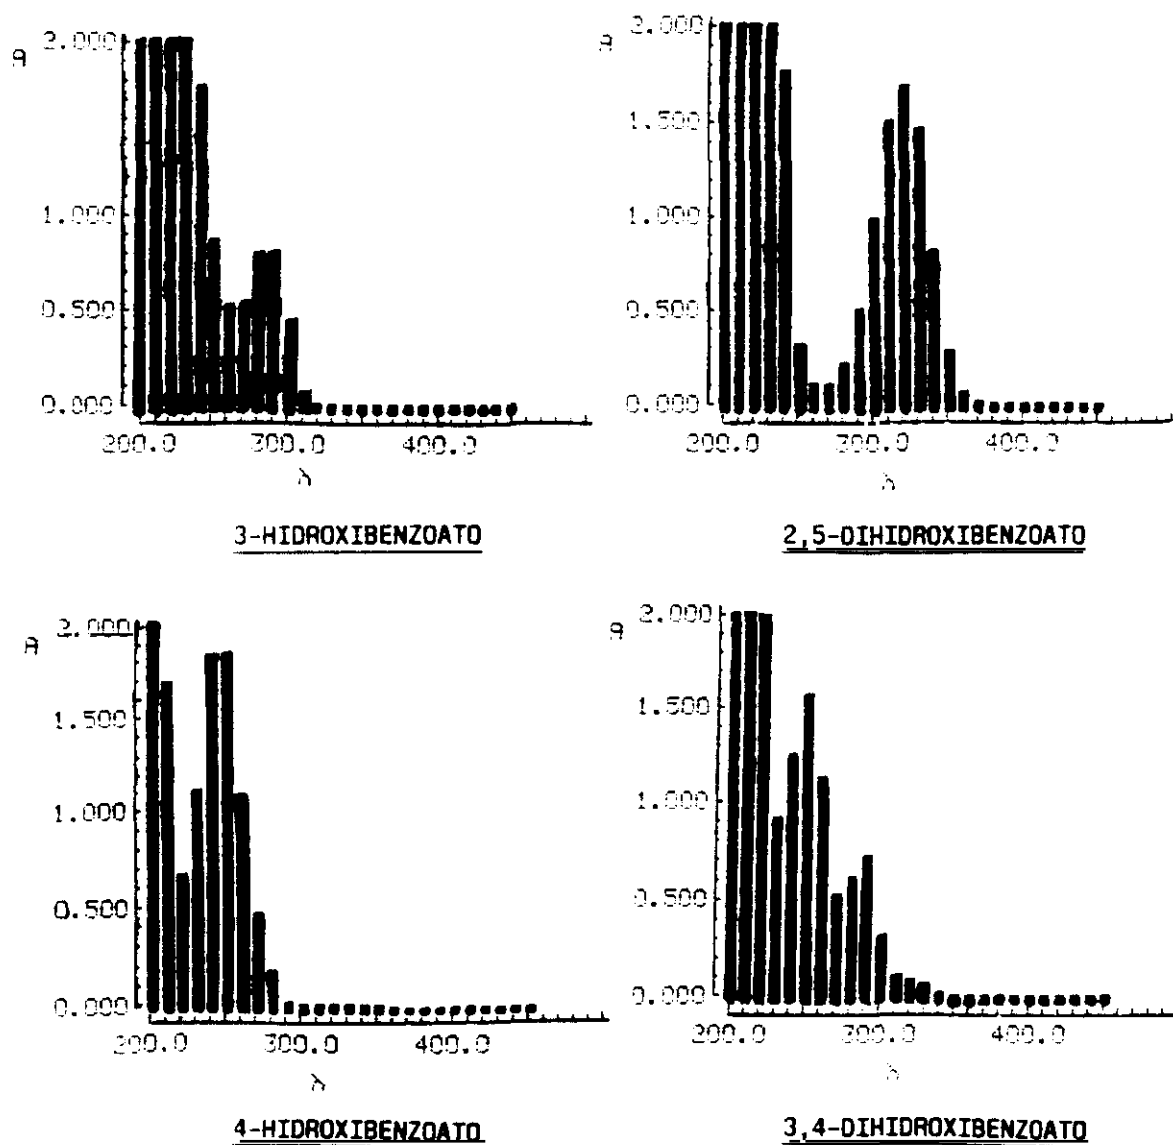 A 2.000
1.000
0.500
0.000
200.0 300.0 400.0
λ
3-HIDROXIBENZOATO
A 2.000
1.500
1.000
0.500
0.000
200.0 300.0 400.0
λ
2,5-DIHIDROXIBENZOATO
A 2.000
1.500
1.000
0.500
0.000
200.0 300.0 400.0
λ
4-HIDROXIBENZOATO
A 2.000
1.500
1.000
0.500
0.000
200.0 300.0 400.0
λ
3,4-DIHIDROXIBENZOATO